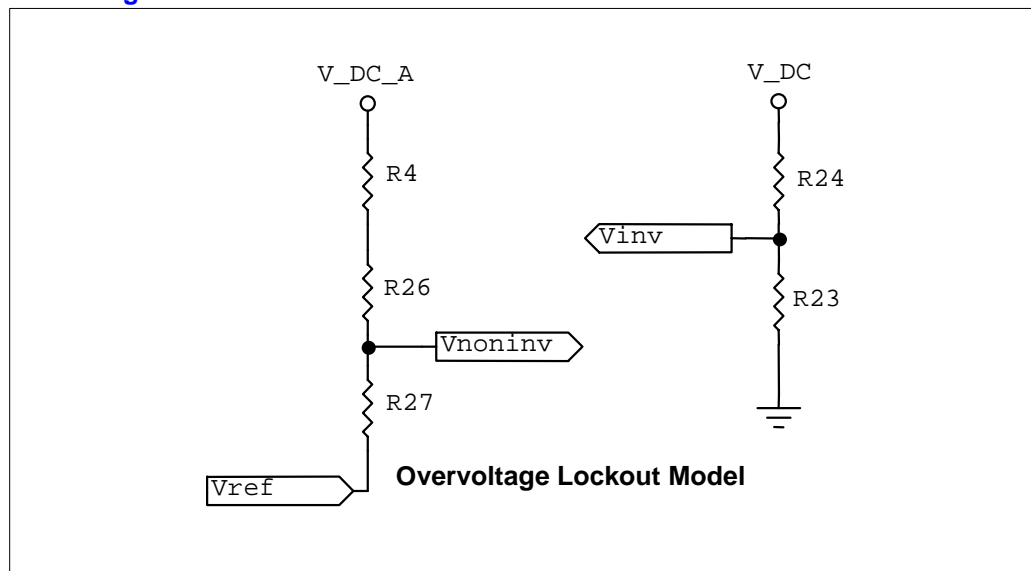 V_DC_A
V_DC
R4
R24
Vinv
R26
R23
Vnoninv
R27
Overvoltage Lockout Model
Vref